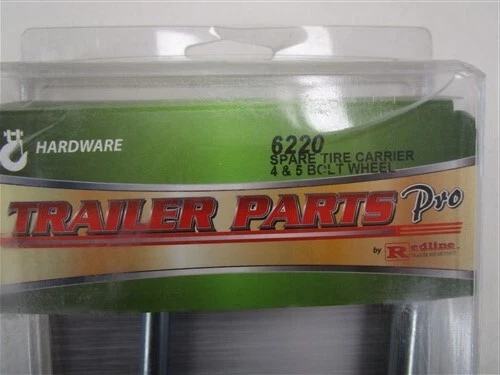 HARDWARE
6220
SPARE TIRE CARRIER
4 & 5 BOLT WHEEL
TRAILER PARTS Pro
by Redline